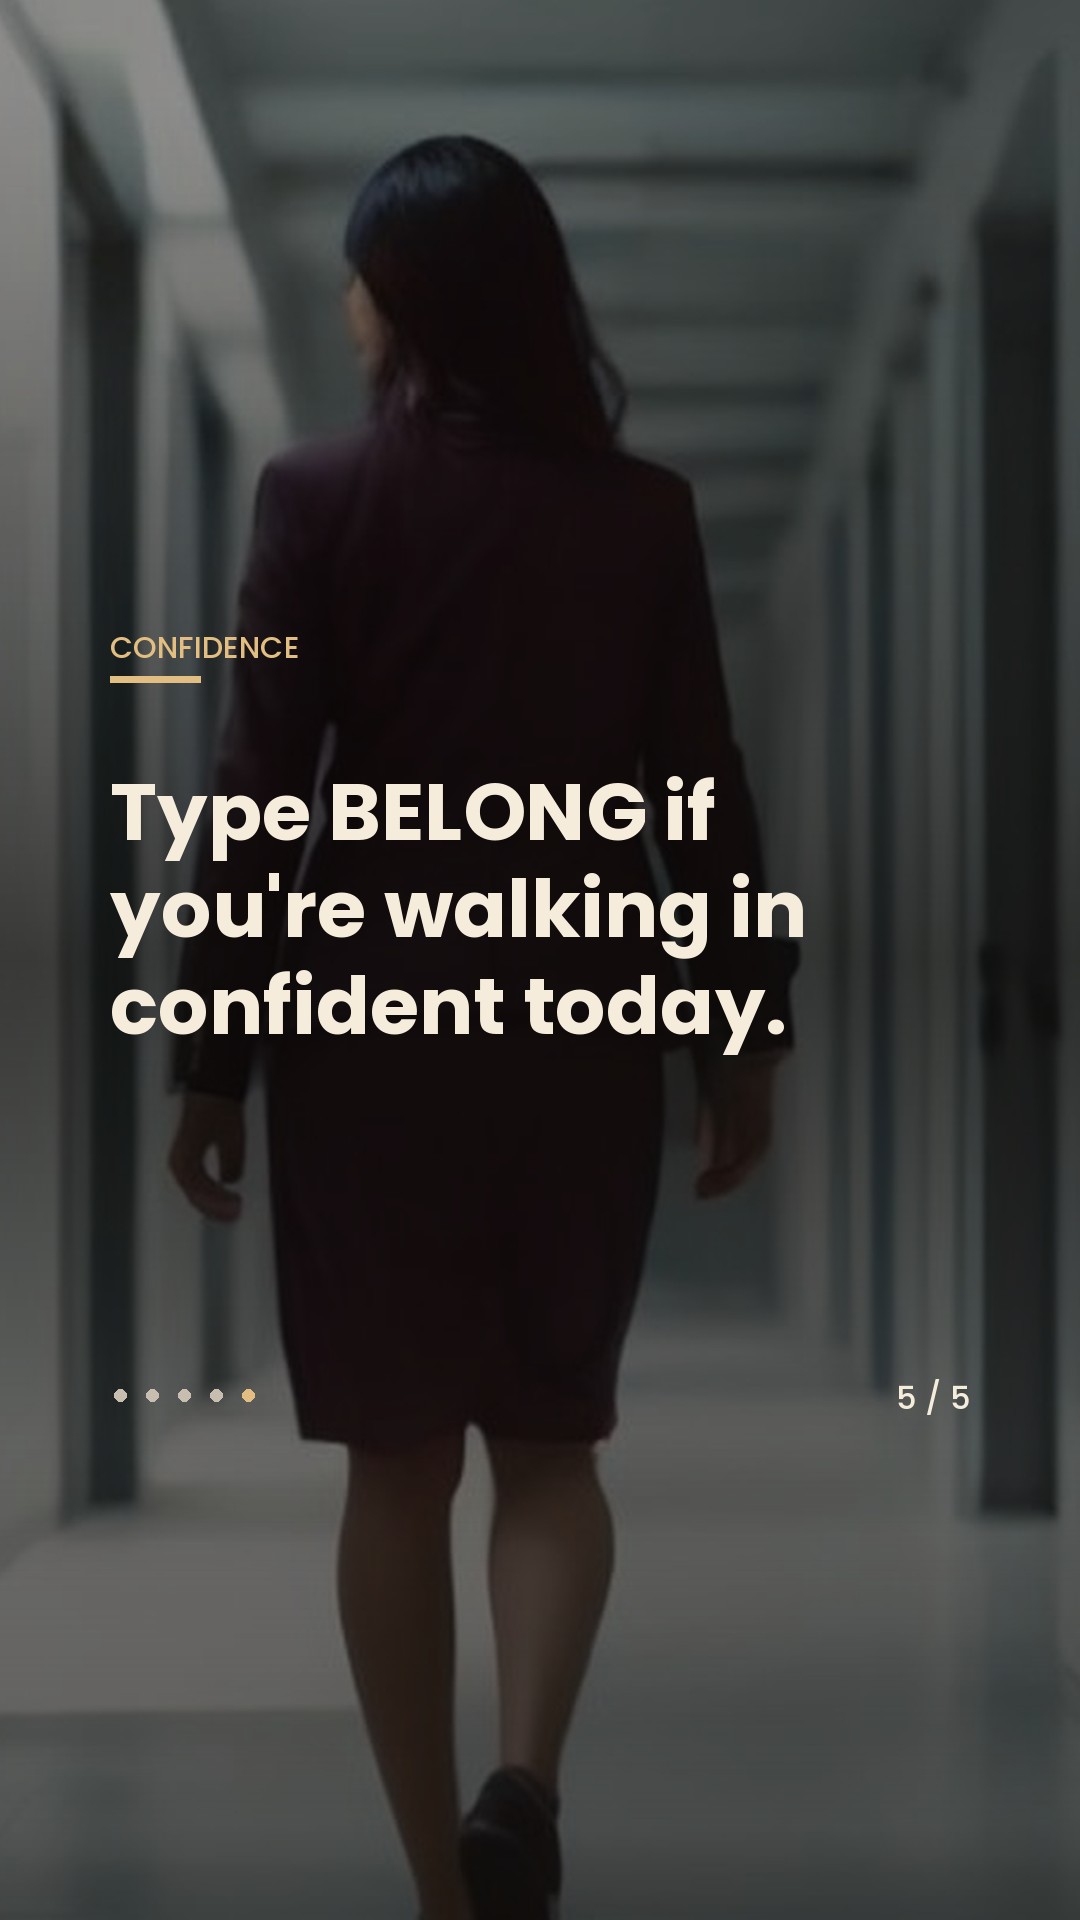 CONFIDENCE
Type BELONG if
you're walking in
confident today.
5 / 5